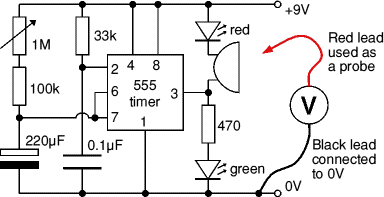 +9V
red
33k
1M
4 8
2
555
timer
6
3
7
1
100k
470
220µF
0.1µF
green
0V
Red lead
used as
a probe
V
Black lead
connected
to 0V